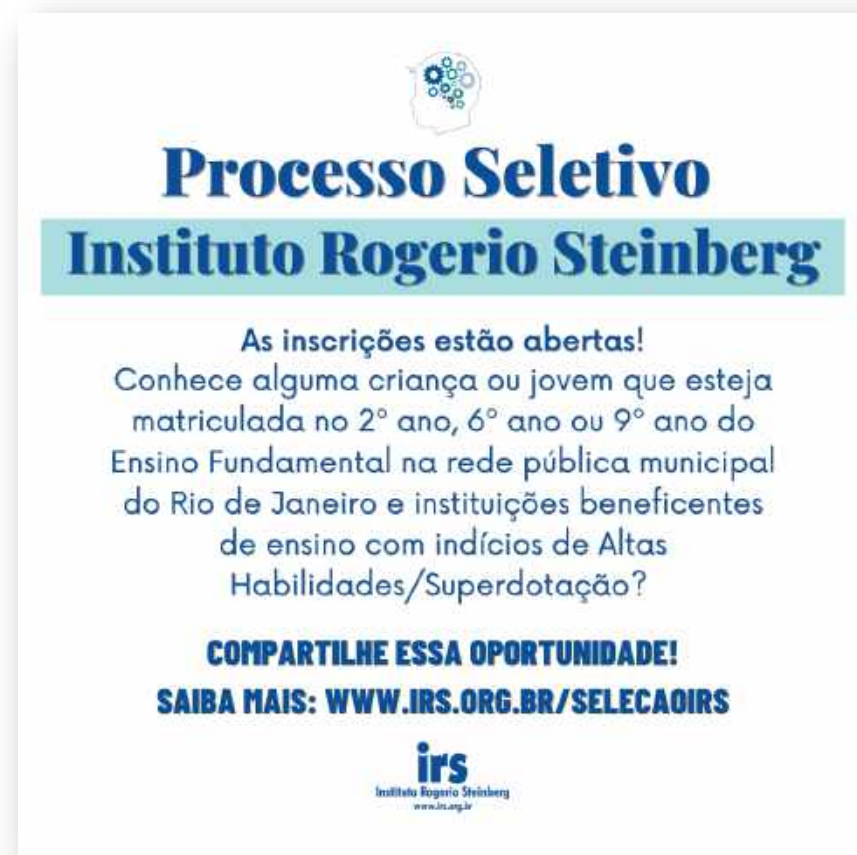 Processo Seletivo
Instituto Rogerio Steinberg
As inscrições estão abertas!
Conhece alguma criança ou jovem que esteja
matriculada no 2° ano, 6° ano ou 9° ano do
Ensino Fundamental na rede pública municipal
do Rio de Janeiro e instituições beneficentes
de ensino com indícios de Altas
Habilidades/Superdotação?
COMPARTILHE ESSA OPORTUNIDADE!
SAIBA MAIS: WWW.IRS.ORG.BR/SELECAOIRS
irs
Instituto Rogerio Steinberg
www.irs.org.br